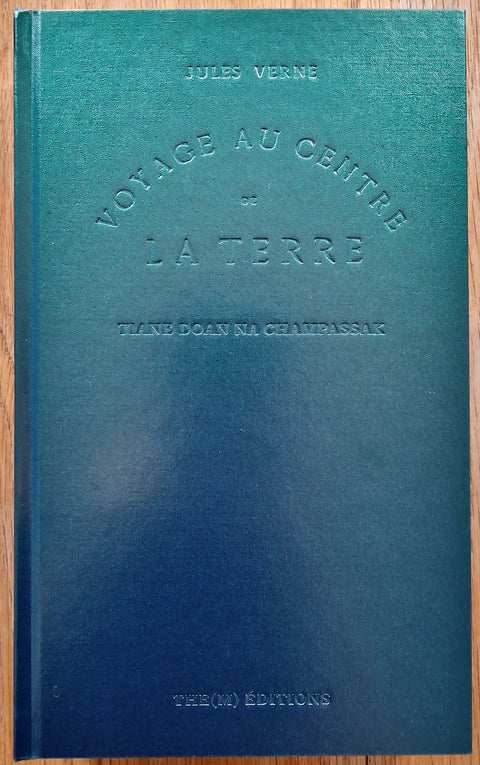 JULES VERNE
VOYAGE AU CENTRE
DE
LA TERRE
TIANE DOAN NA CHAMPASSAK
THE(M) ÉDITIONS